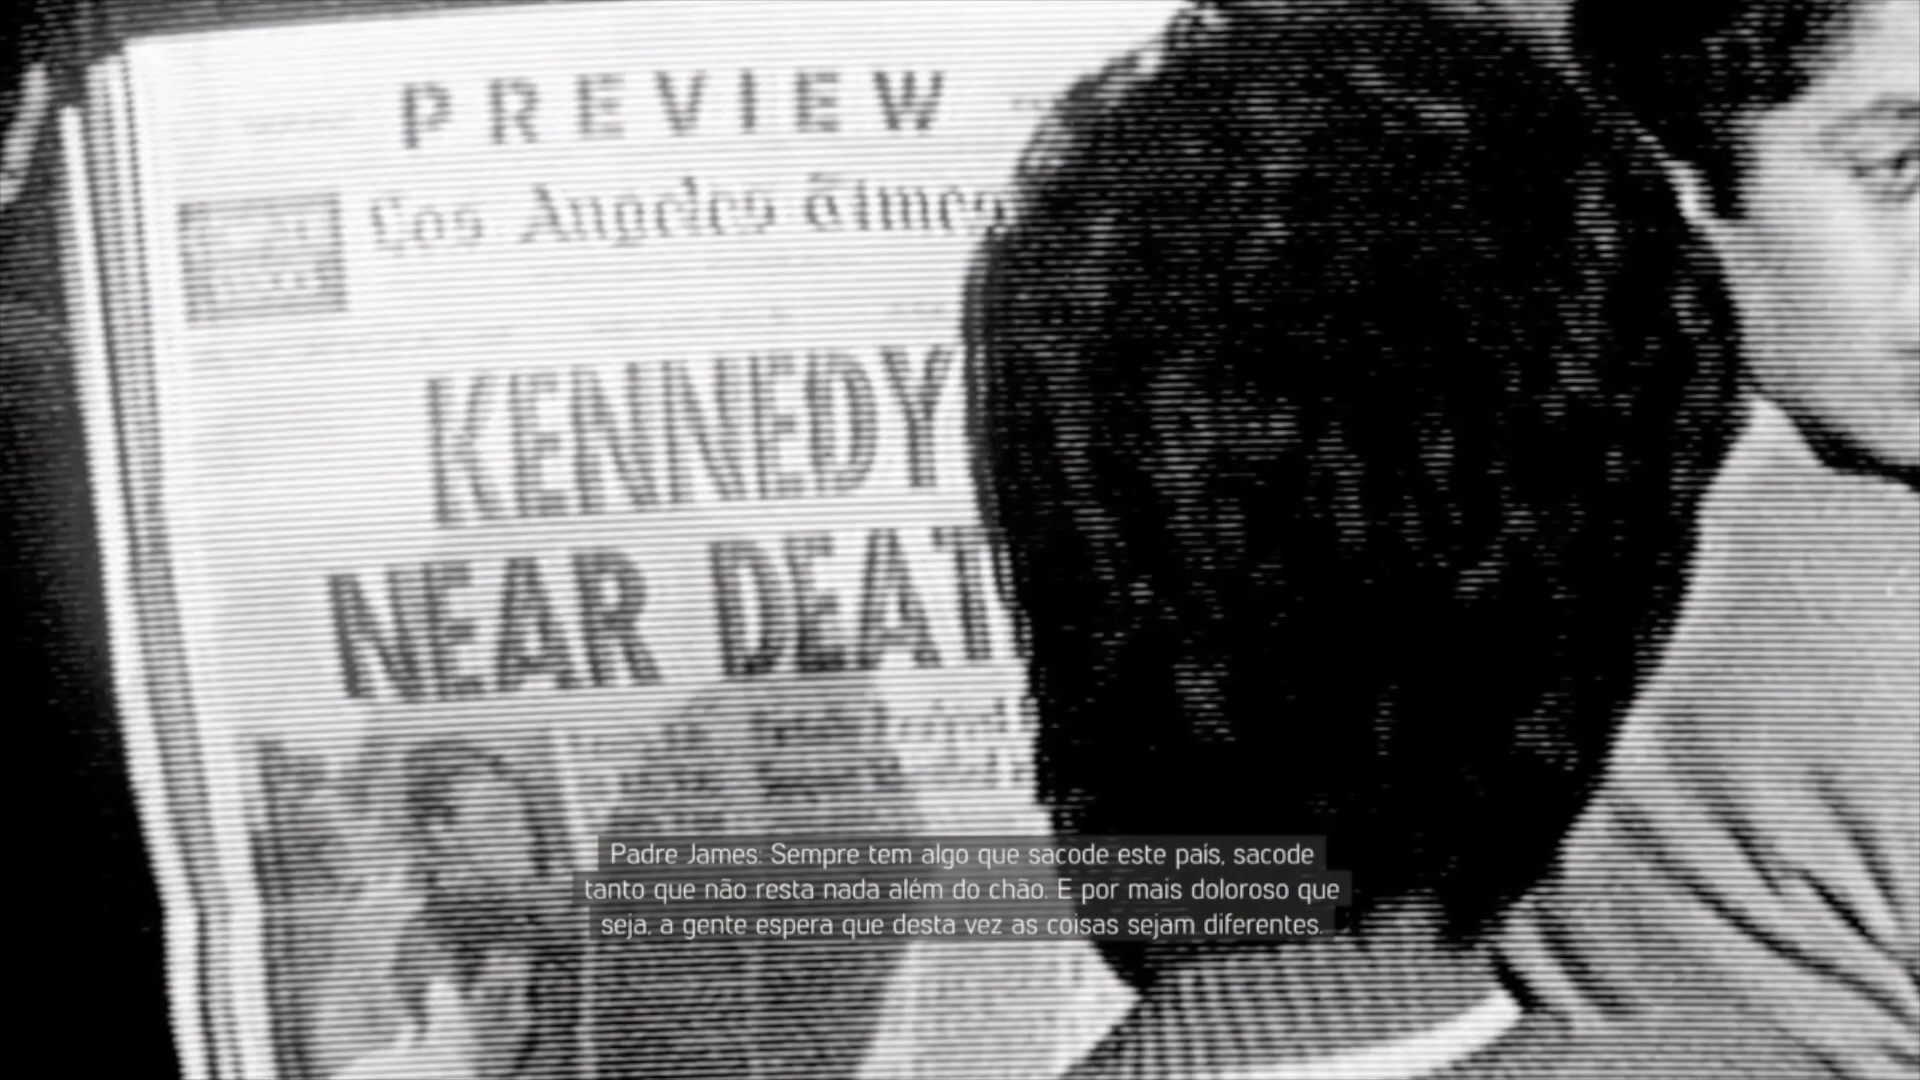 PREVIEW
Los Angeles Times
KENNEDY
NEAR DEATH
Padre James: Sempre tem algo que sacode este país, sacode
tanto que não resta nada além do chão. E por mais doloroso que
seja, a gente espera que desta vez as coisas sejam diferentes.